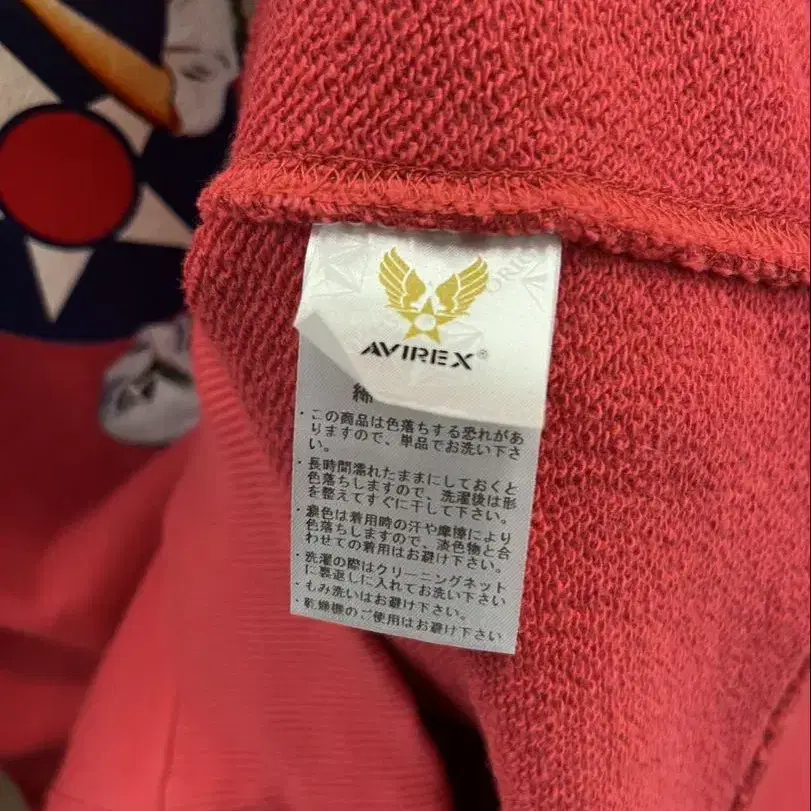 ORIG
AVIREX®
綿
・この商品は色落ちする恐れがあ
りますので、単品でお洗い下さ
い。
・長時間濡れたままにしておくと
色落ちしますので、洗濯後は形
を整えてすぐに干して下さい。
・濃色は着用時の汗や摩擦により
色落ちしますので、淡色物と合
わせての着用はお避け下さい。
・洗濯の際はクリーニングネット
に裏返しに入れてお洗い下さい
・もみ洗いはお避け下さい。
・乾燥機のご使用はお避け下さい